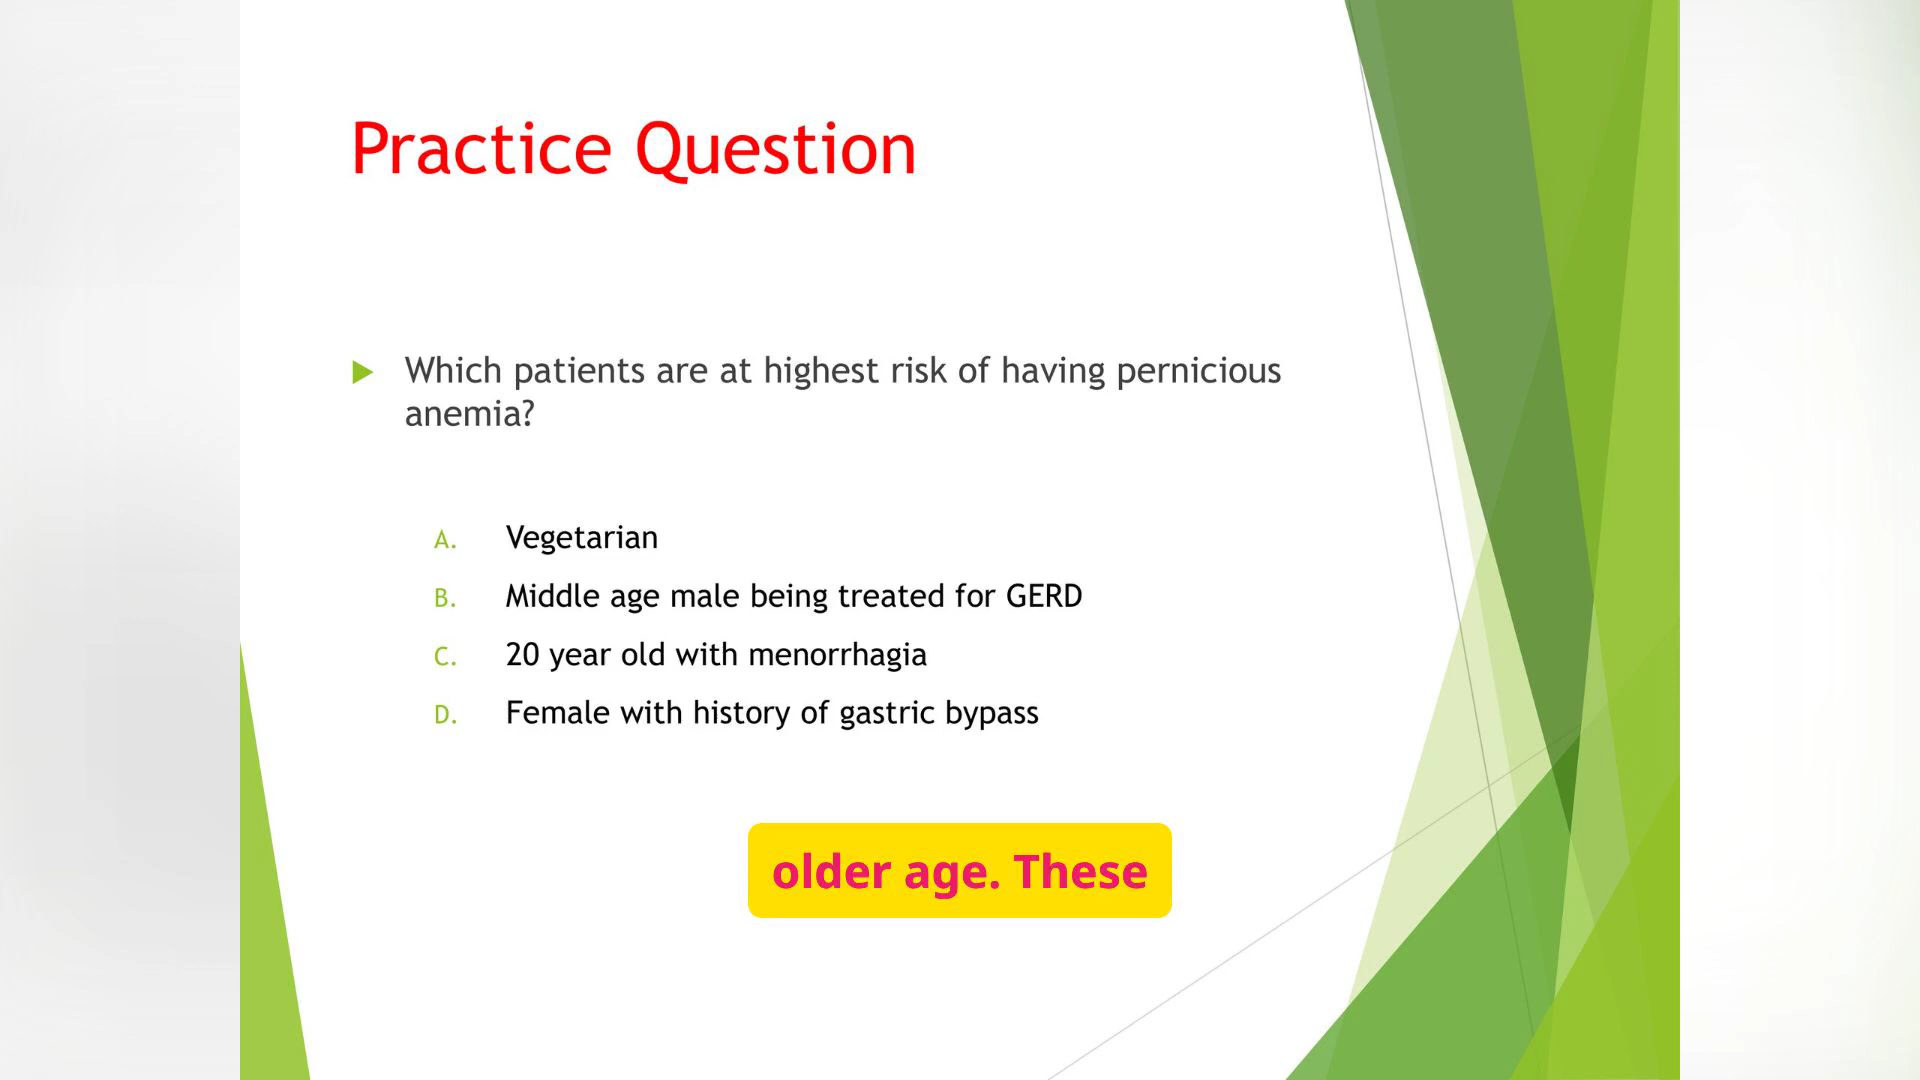 Practice Question
Which patients are at highest risk of having pernicious
anemia?
A. Vegetarian
B. Middle age male being treated for GERD
C. 20 year old with menorrhagia
D. Female with history of gastric bypass
older age. These